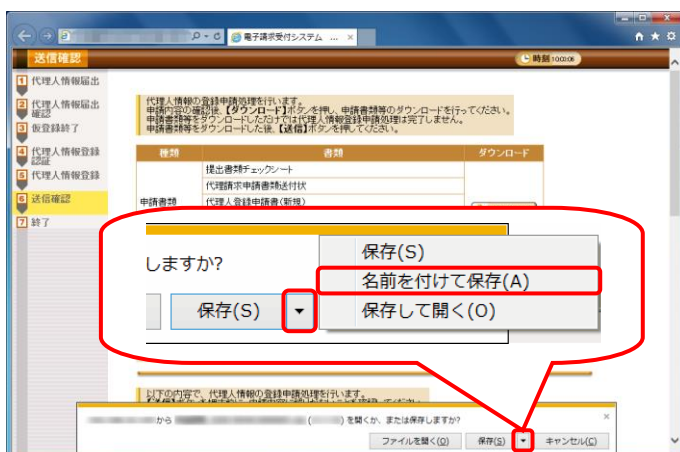 電子請求受付システム ...
送信確認
時刻 10:00:06
1 代理人情報届出
2 代理人情報届出確認
3 仮登録終了
4 代理人情報登録認証
5 代理人情報登録
6 送信確認
7 終了
代理人情報の登録申請処理を行います。
申請内容の確認後、【ダウンロード】ボタンを押し、申請書類等のダウンロードを行ってください。
申請書類等をダウンロードしただけでは代理人情報登録申請処理は完了しません。
申請書類等をダウンロードした後、【送信】ボタンを押してください。
種類 書類 ダウンロード
提出書類チェックシート
代理請求申請書類送付状
申請書類 代理人登録申請書(新規)
しますか?
保存(S)
保存(S)
名前を付けて保存(A)
保存して開く(O)
以下の内容で、代理人情報の登録申請処理を行います。
から
を開くか、または保存しますか?
ファイルを開く(O) 保存(S) キャンセル(C)